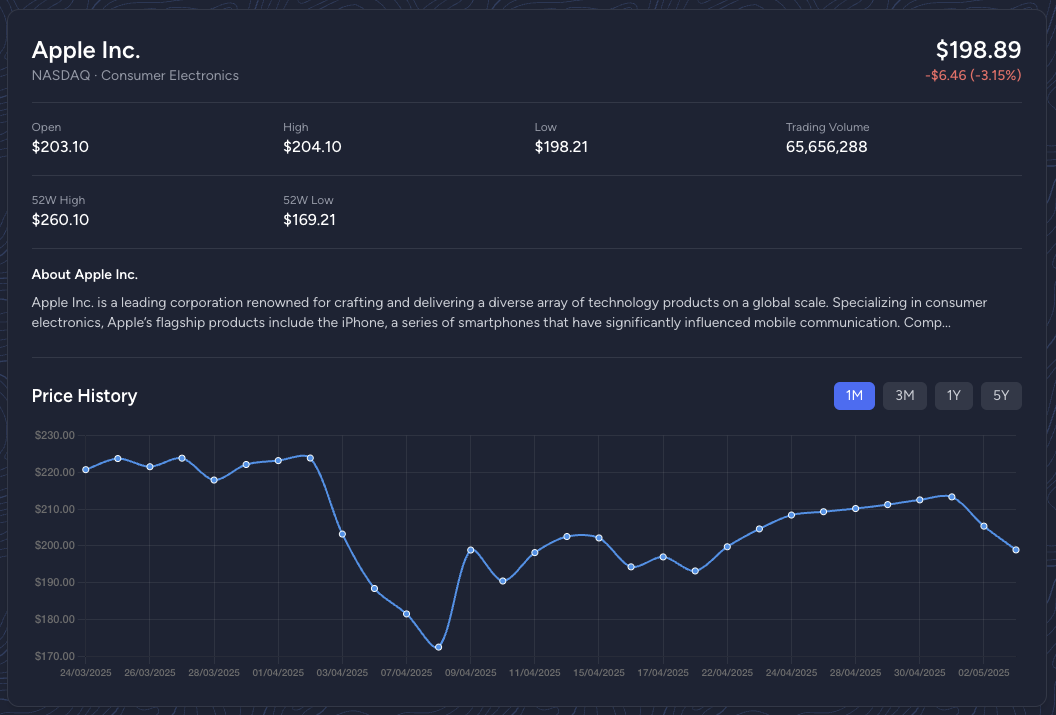 Apple Inc.
$198.89
NASDAQ · Consumer Electronics
-$6.46 (-3.15%)
Open
High
Low
Trading Volume
$203.10
$204.10
$198.21
65,656,288
52W High
52W Low
$260.10
$169.21
About Apple Inc.
Apple Inc. is a leading corporation renowned for crafting and delivering a diverse array of technology products on a global scale. Specializing in consumer
electronics, Apple’s flagship products include the iPhone, a series of smartphones that have significantly influenced mobile communication. Comp...
Price History
1M
3M
1Y
5Y
$230.00
$220.00
$210.00
$200.00
$190.00
$180.00
$170.00
24/03/2025
26/03/2025
28/03/2025
01/04/2025
03/04/2025
07/04/2025
09/04/2025
11/04/2025
15/04/2025
17/04/2025
22/04/2025
24/04/2025
28/04/2025
30/04/2025
02/05/2025